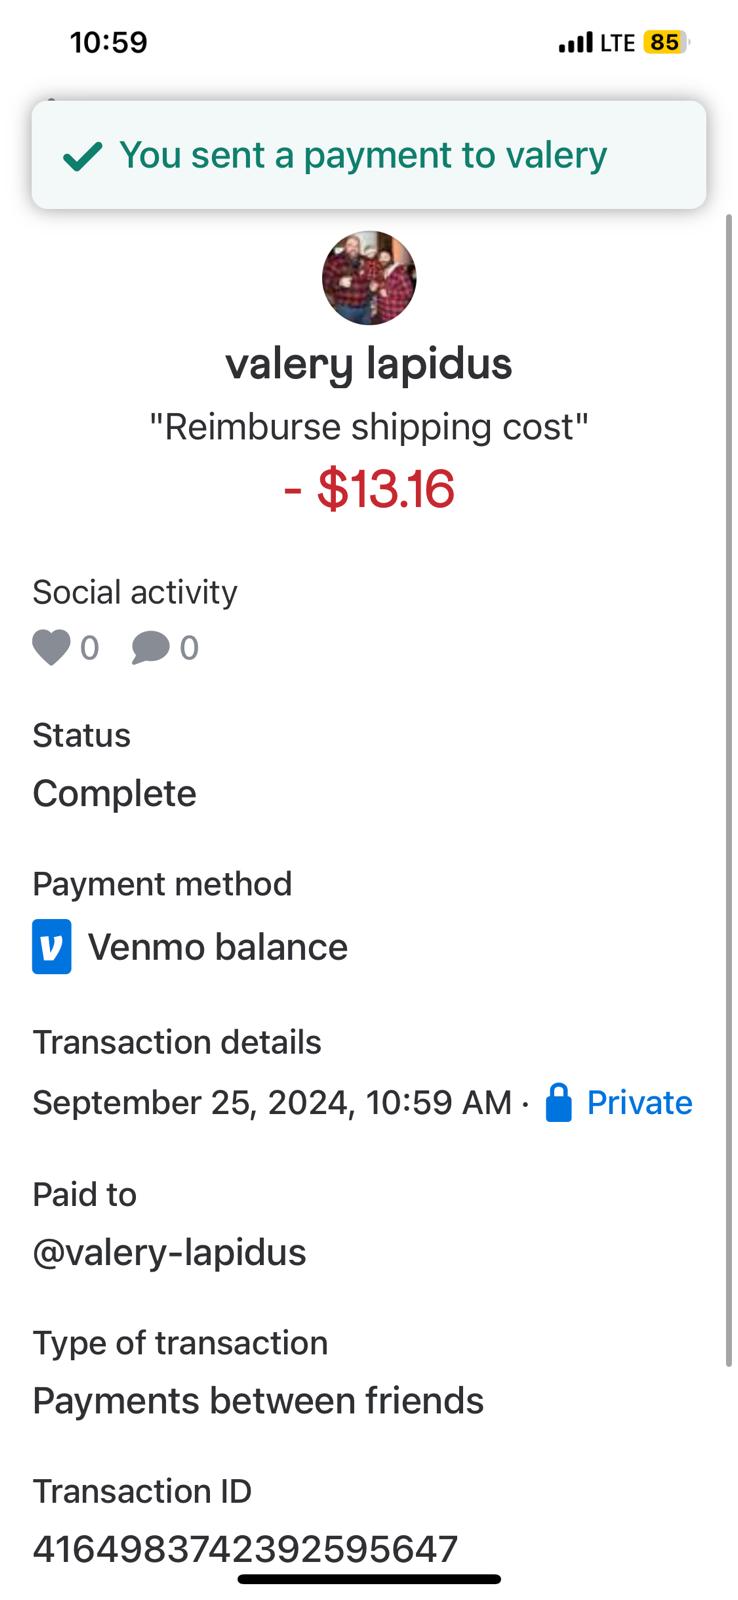 10:59
LTE 85
You sent a payment to valery
valery lapidus
"Reimburse shipping cost"
- $13.16
Social activity
0 0
Status
Complete
Payment method
Venmo balance
Transaction details
September 25, 2024, 10:59 AM · Private
Paid to
@valery-lapidus
Type of transaction
Payments between friends
Transaction ID
4164983742392595647